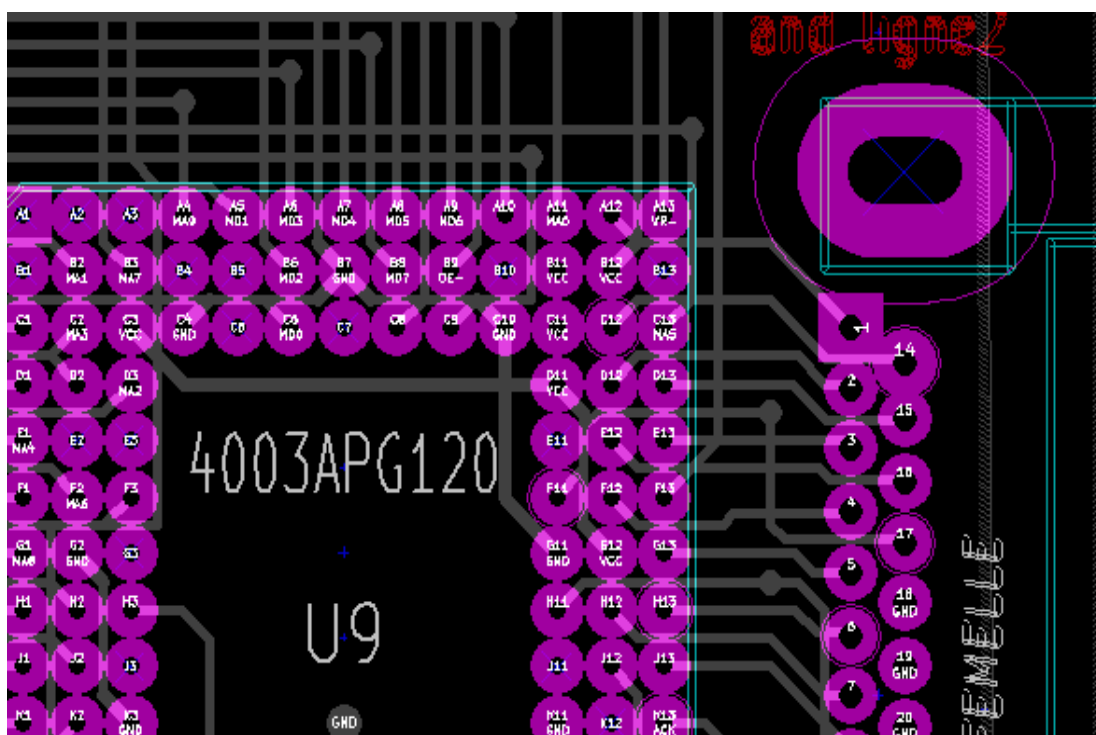 and ligne2
A1 A2 A3 A4 A5 A6 A7 A8 A9 A10 A11 A12 A13
MA9 MD1 MD3 MD4 MD5 MD6 MA0 VR-
B1 B2 B3 B4 B5 B6 B7 B8 B9 B10 B11 B12 B13
MA1 MA7 MD2 GND MD7 OE- VCC VCC
C1 C2 C3 C4 C6 C7 C8 C9 C10 C11 C12 C13
MA3 VCC GND MD0 GND VCC MA5
1
14
D1 D2 D3 D11 D12 D13
MA2 VCC
2
15
E1 E2 E3 E11 E12 E13
MA4
3
4003APG120
16
F1 F2 F3 F11 F12 F13
MA6
4
17
G1 G2 G3 G11 G12 G13
MA8 GND GND VCC
5
18
GND
H1 H2 H3 H11 H12 H13
6
U9
19
GND
J1 J2 J3 J11 J12 J13
7
20
GND
K1 K2 K3 K11 K12 K13
GND GND GND ACK
EMELLE